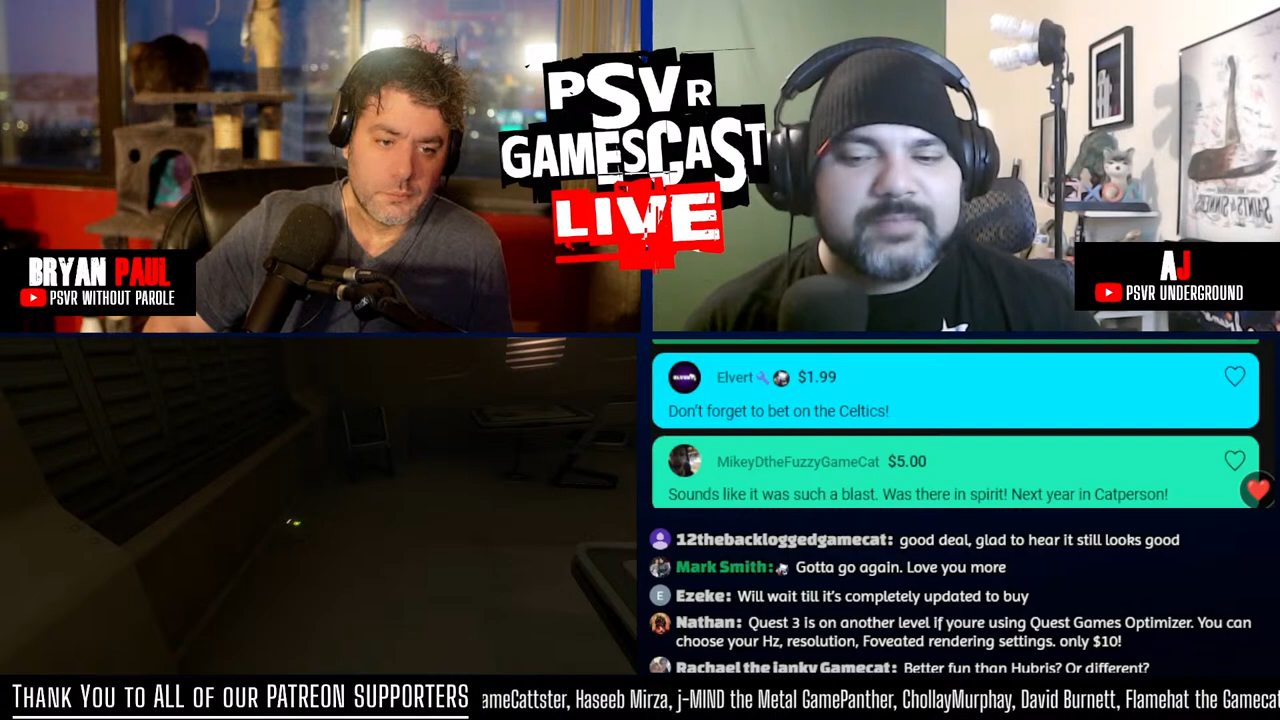 PSVR
GAMESCAST
LIVE
BRYAN PAUL
PSVR WITHOUT PAROLE
AJ
PSVR UNDERGROUND
SAINTS & SINNERS
Elvert $1.99
Don't forget to bet on the Celtics!
MikeyDtheFuzzyGameCat $5.00
Sounds like it was such a blast. Was there in spirit! Next year in Catperson!
12thebackloggedgamecat: good deal, glad to hear it still looks good
Mark Smith: Gotta go again. Love you more
E Ezeke: Will wait till it's completely updated to buy
Nathan: Quest 3 is on another level if youre using Quest Games Optimizer. You can
choose your Hz, resolution, Foveated rendering settings. only $10!
Rachael the janky Gamecat: Better fun than Hubris? Or different?
THANK YOU TO ALL OF OUR PATREON SUPPORTERS
ameCattster, Haseeb Mirza, j-MIND the Metal GamePanther, ChollayMurphay, David Burnett, Flamehat the Gamecat